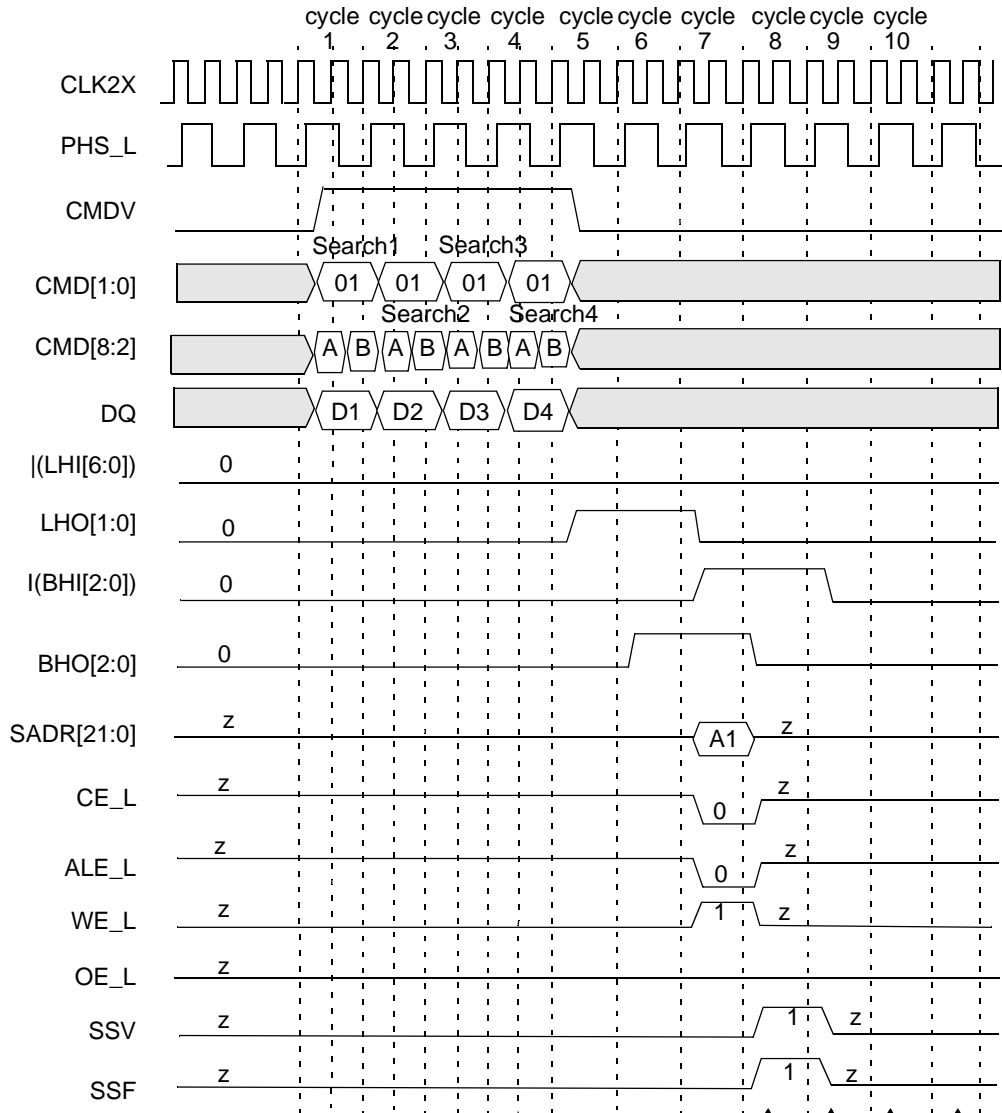 cycle cycle cycle cycle cycle cycle cycle cycle cycle cycle
1 2 3 4 5 6 7 8 9 10
CLK2X
PHS_L
CMDV
Search1 Search3
CMD[1:0] 01 01 01 01
Search2 Search4
CMD[8:2] A B A B A B A B
DQ D1 D2 D3 D4
|(LHI[6:0]) 0
LHO[1:0] 0
I(BHI[2:0]) 0
BHO[2:0] 0
SADR[21:0] z A1 z
CE_L z 0 z
ALE_L z 0 z
WE_L z 1 z
OE_L z
SSV z 1 z
SSF z 1 z